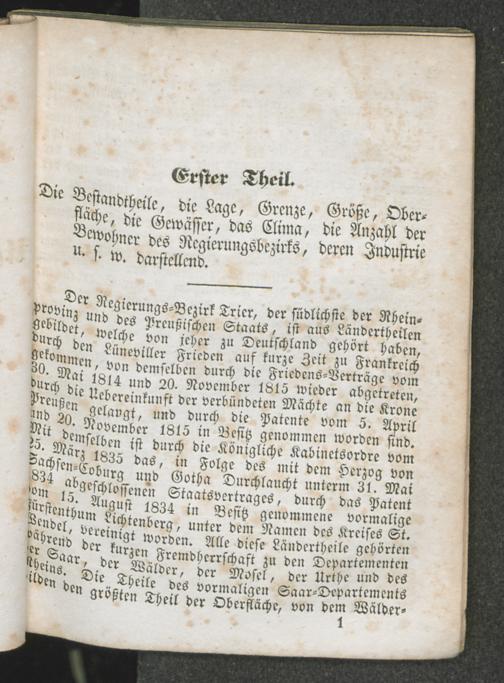 Erster Theil.
Die Bestandtheile, die Lage, Grenze, Größe, Ober-
fläche, die Gewässer, das Clima, die Anzahl der
Bewohner des Regierungsbezirks, deren Industrie
u. s. w. darstellend.
Der Regierungs-Bezirk Trier, der südlichste der Rhein-
provinz und des Preußischen Staats, ist aus Ländertheilen
gebildet, welche von jeher zu Deutschland gehört haben,
durch den Lüneviller Frieden auf kurze Zeit zu Frankreich
gekommen, von demselben durch die Friedens-Verträge vom
30. Mai 1814 und 20. November 1815 wieder abgetreten,
durch die Uebereinkunft der verbündeten Mächte an die Krone
Preußen gelangt, und durch die Patente vom 5. April
und 20. November 1815 in Besitz genommen worden sind.
Mit demselben ist durch die Königliche Kabinetsordre vom
25. März 1835 das, in Folge des mit dem Herzog von
Sachsen-Coburg und Gotha Durchlaucht unterm 31. Mai
834 abgeschlossenen Staatsvertrages, durch das Patent
vom 15. August 1834 in Besitz genommene vormalige
Fürstenthum Lichtenberg, unter dem Namen des Kreises St.
Wendel, vereinigt worden. Alle diese Ländertheile gehörten
während der kurzen Fremdherrschaft zu den Departementen
er Saar, der Wälder, der Mosel, der Urthe und des
Rheins. Die Theile des vormaligen Saar-Departements
ilden den größten Theil der Oberfläche, von dem Wälder-
1